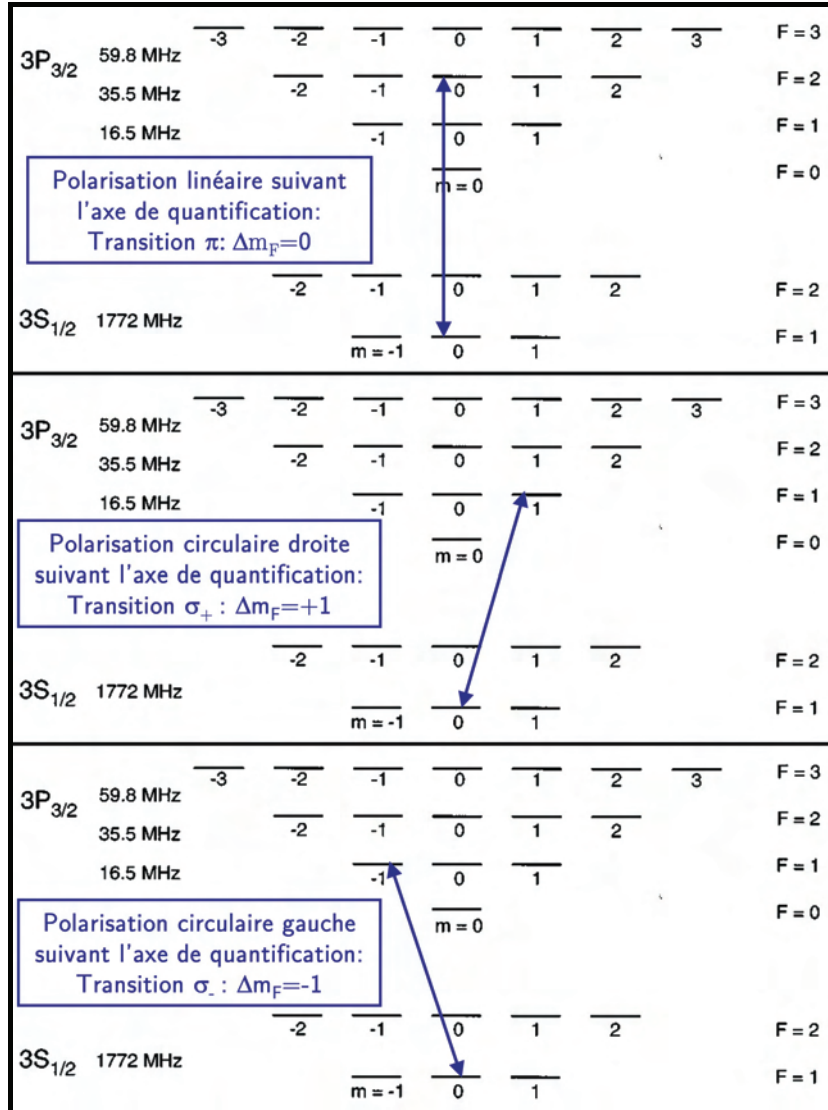 -3 -2 -1 0 1 2 3 F = 3
3P3/2 59.8 MHz
35.5 MHz -2 -1 0 1 2 F = 2
16.5 MHz -1 0 1 F = 1
m = 0 F = 0
Polarisation linéaire suivant
l'axe de quantification:
Transition π: ΔmF=0
-2 -1 0 1 2 F = 2
3S1/2 1772 MHz
m = -1 0 1 F = 1
-3 -2 -1 0 1 2 3 F = 3
3P3/2 59.8 MHz
35.5 MHz -2 -1 0 1 2 F = 2
16.5 MHz -1 0 1 F = 1
m = 0 F = 0
Polarisation circulaire droite
suivant l'axe de quantification:
Transition σ+ : ΔmF=+1
-2 -1 0 1 2 F = 2
3S1/2 1772 MHz
m = -1 0 1 F = 1
-3 -2 -1 0 1 2 3 F = 3
3P3/2 59.8 MHz
35.5 MHz -2 -1 0 1 2 F = 2
16.5 MHz -1 0 1 F = 1
m = 0 F = 0
Polarisation circulaire gauche
suivant l'axe de quantification:
Transition σ- : ΔmF=-1
-2 -1 0 1 2 F = 2
3S1/2 1772 MHz
m = -1 0 1 F = 1